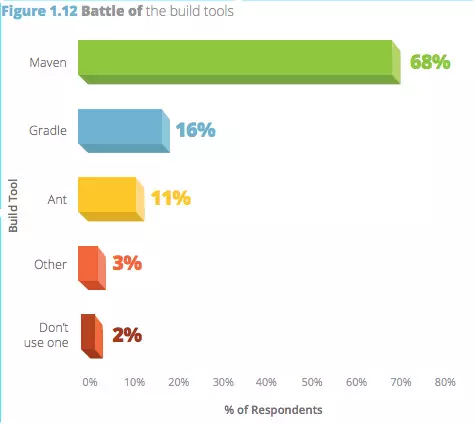 Figure 1.12 Battle of the build tools
Maven
68%
Gradle
16%
Ant
11%
Other
3%
Don't
use one
2%
Build Tool
0% 10% 20% 30% 40% 50% 60% 70% 80%
% of Respondents